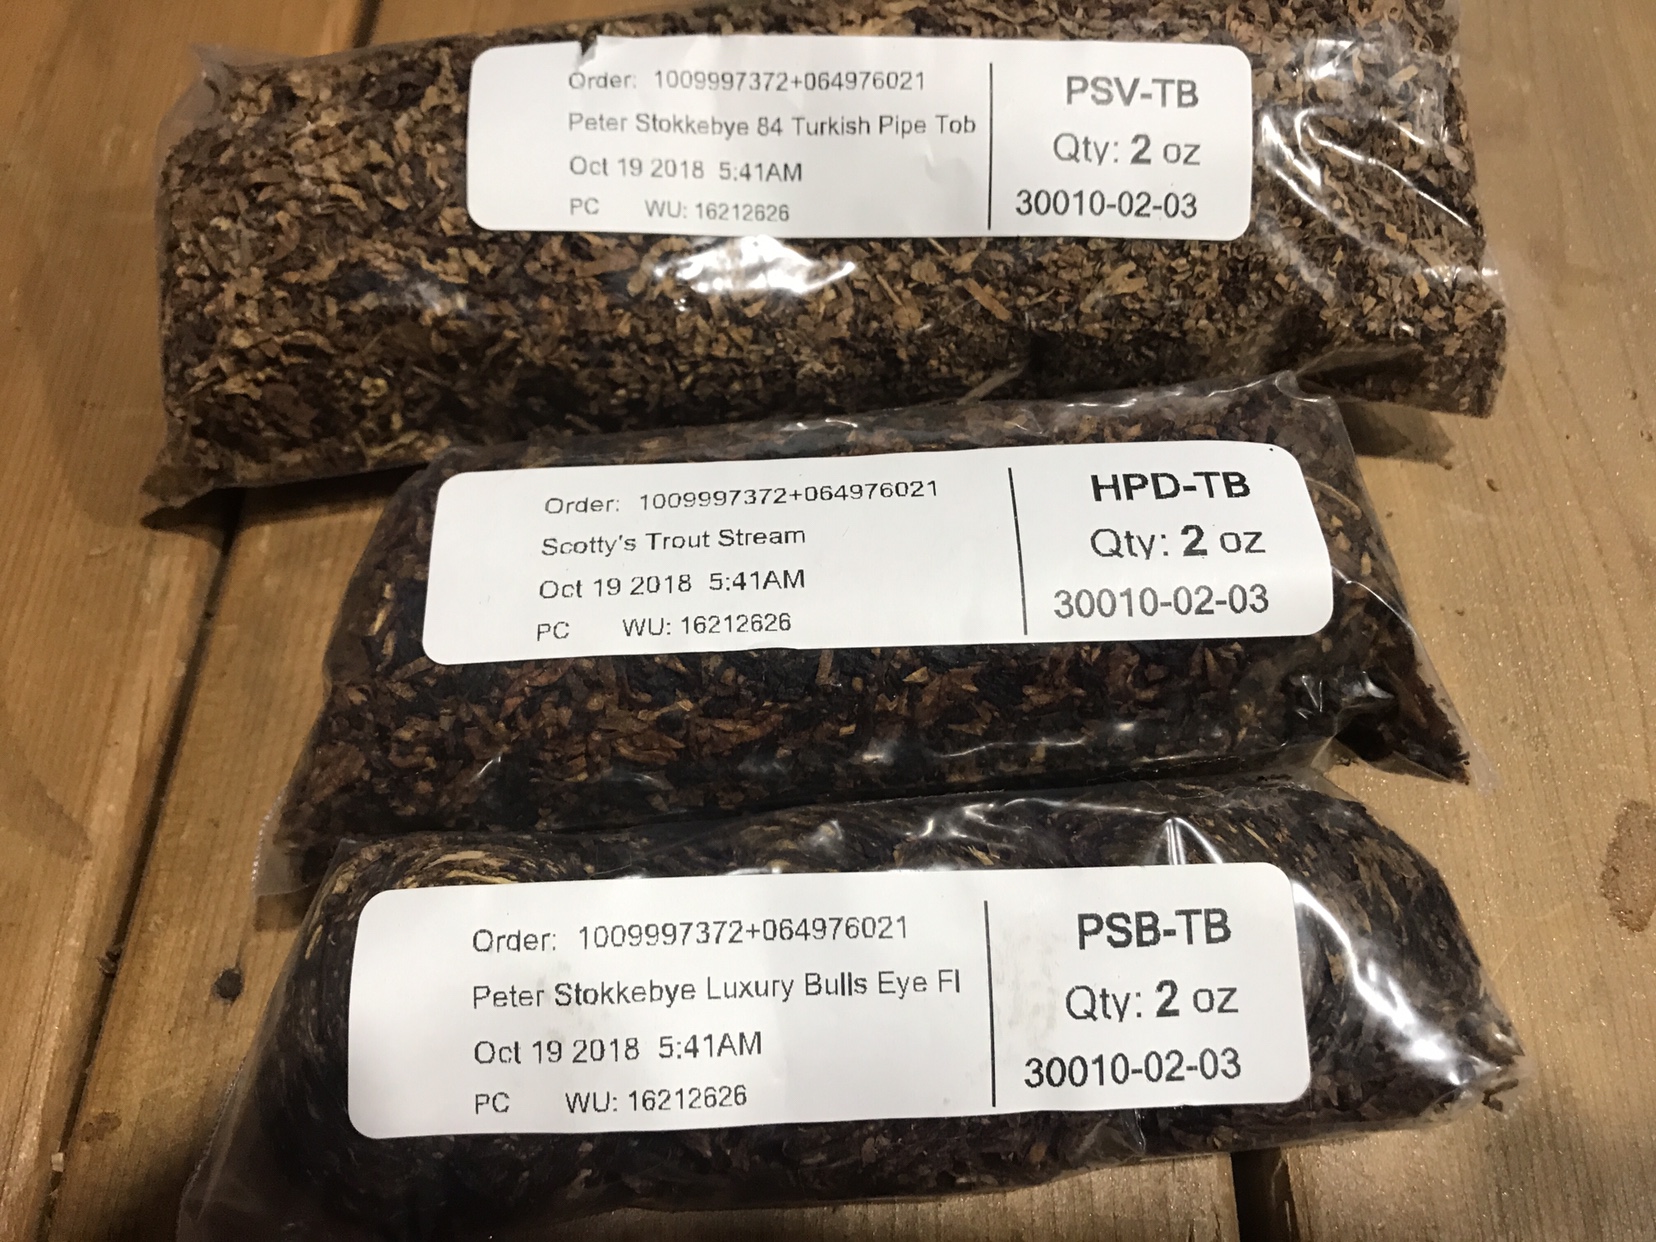 Order: 1009997372+064976021
Peter Stokkebye 84 Turkish Pipe Tob
Oct 19 2018 5:41AM
PC WU: 16212626
PSV-TB
Qty: 2 oz
30010-02-03
Order: 1009997372+064976021
Scotty's Trout Stream
Oct 19 2018 5:41AM
PC WU: 16212626
HPD-TB
Qty: 2 oz
30010-02-03
Order: 1009997372+064976021
Peter Stokkebye Luxury Bulls Eye Fl
Oct 19 2018 5:41AM
PC WU: 16212626
PSB-TB
Qty: 2 oz
30010-02-03